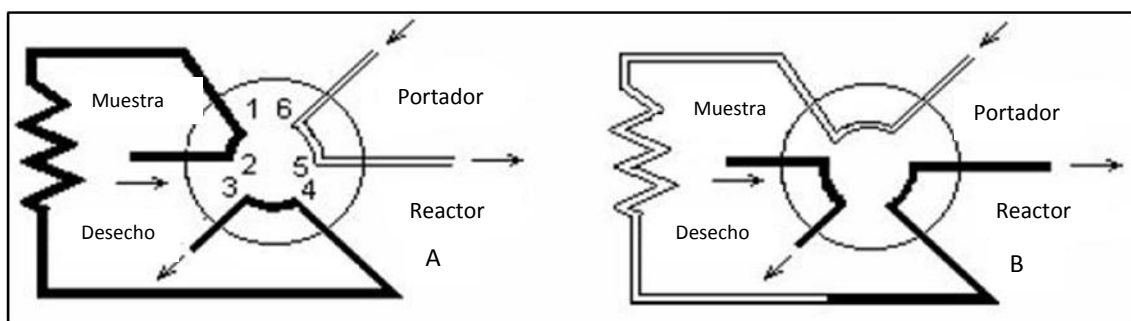 Muestra
1 6
Portador
2
5
3
4
Desecho
Reactor
A
Muestra
Portador
Desecho
Reactor
B